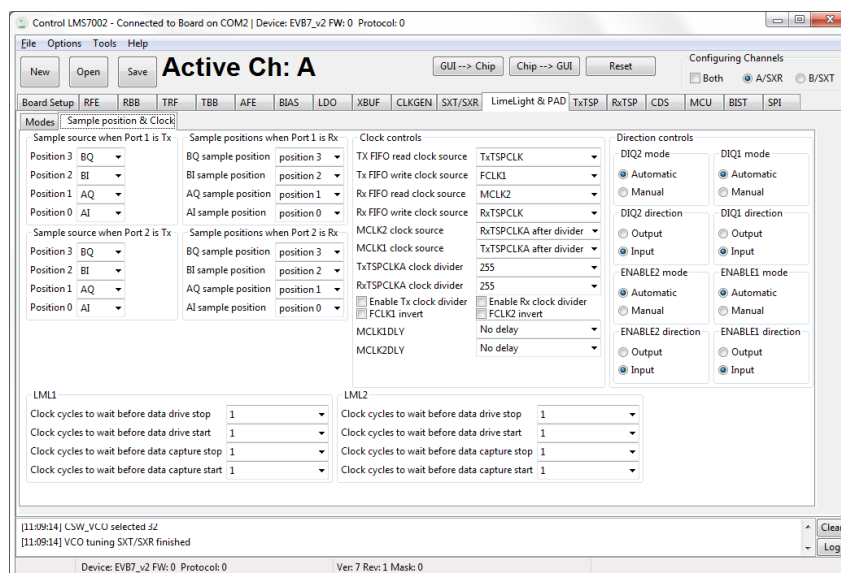 Control LMS7002 - Connected to Board on COM2 | Device: EVB7_v2 FW: 0 Protocol: 0
File Options Tools Help
New Open Save Active Ch: A GUI --> Chip Chip --> GUI Reset
Configuring Channels
Both A/SXR B/SXT
Board Setup RFE RBB TRF TBB AFE BIAS LDO XBUF CLKGEN SXT/SXR LimeLight & PAD TxTSP RxTSP CDS MCU BIST SPI
Modes Sample position & Clock
Sample source when Port 1 is Tx
Position 3 BQ
Position 2 BI
Position 1 AQ
Position 0 AI
Sample positions when Port 1 is Rx
BQ sample position position 3
BI sample position position 2
AQ sample position position 1
AI sample position position 0
Sample source when Port 2 is Tx
Position 3 BQ
Position 2 BI
Position 1 AQ
Position 0 AI
Sample positions when Port 2 is Rx
BQ sample position position 3
BI sample position position 2
AQ sample position position 1
AI sample position position 0
Clock controls
TX FIFO read clock source TxTSPCLK
TX FIFO write clock source FCLK1
Rx FIFO read clock source MCLK2
Rx FIFO write clock source RxTSPCLK
MCLK2 clock source RxTSPCLKA after divider
MCLK1 clock source TxTSPCLKA after divider
TxTSPCLKA clock divider 255
RxTSPCLKA clock divider 255
Enable Tx clock divider Enable Rx clock divider
FCLK1 invert FCLK2 invert
MCLK1DLY No delay
MCLK2DLY No delay
Direction controls
DIQ2 mode
Automatic
Manual
DIQ1 mode
Automatic
Manual
DIQ2 direction
Output
Input
DIQ1 direction
Output
Input
ENABLE2 mode
Automatic
Manual
ENABLE1 mode
Automatic
Manual
ENABLE2 direction
Output
Input
ENABLE1 direction
Output
Input
LML1
Clock cycles to wait before data drive stop 1
Clock cycles to wait before data drive start 1
Clock cycles to wait before data capture stop 1
Clock cycles to wait before data capture start 1
LML2
Clock cycles to wait before data drive stop 1
Clock cycles to wait before data drive start 1
Clock cycles to wait before data capture stop 1
Clock cycles to wait before data capture start 1
[11:09:14] CSW_VCO selected 32
[11:09:14] VCO tuning SXT/SXR finished
Clear
Log
Device: EVB7_v2 FW: 0 Protocol: 0 Ver: 7 Rev: 1 Mask: 0